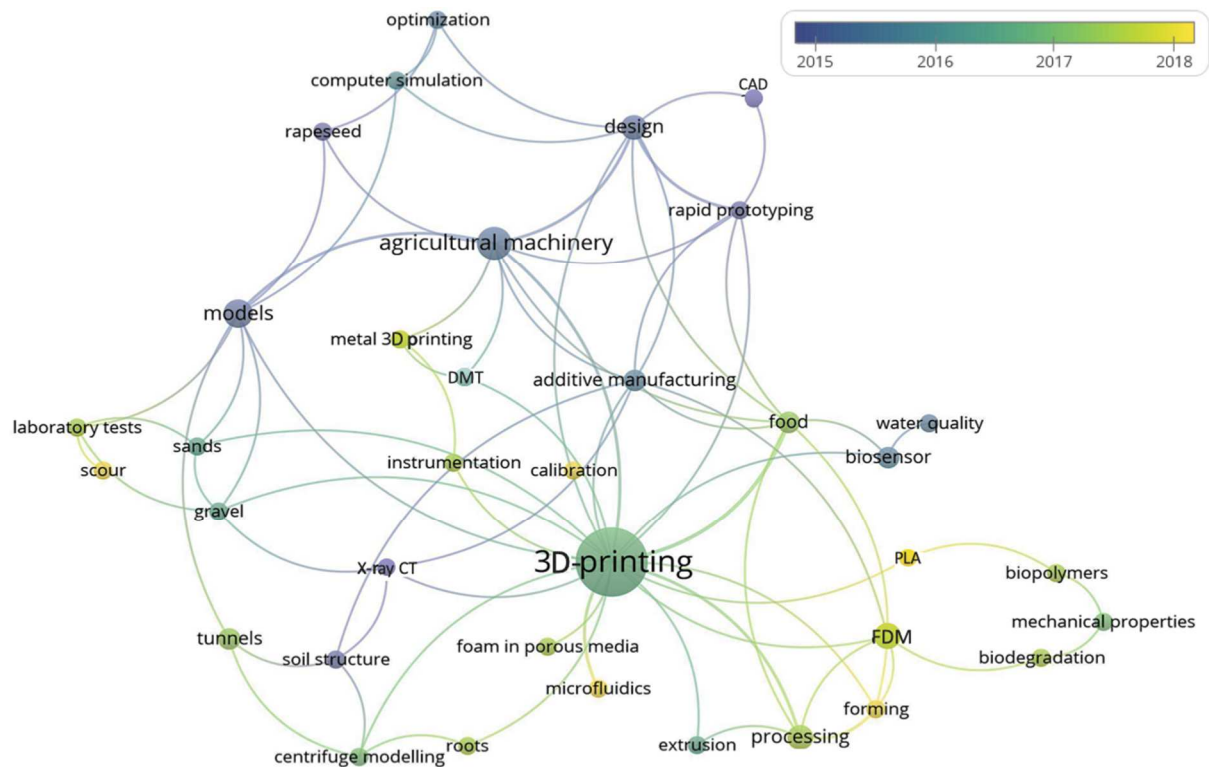 optimization
2015 2016 2017 2018
computer simulation
CAD
rapeseed
design
rapid prototyping
agricultural machinery
models
metal 3D printing
DMT
additive manufacturing
laboratory tests
food
water quality
sands
scour
instrumentation
calibration
biosensor
gravel
3D-printing
X-ray CT
PLA
biopolymers
mechanical properties
tunnels
foam in porous media
FDM
soil structure
biodegradation
microfluidics
forming
centrifuge modelling
roots
extrusion
processing